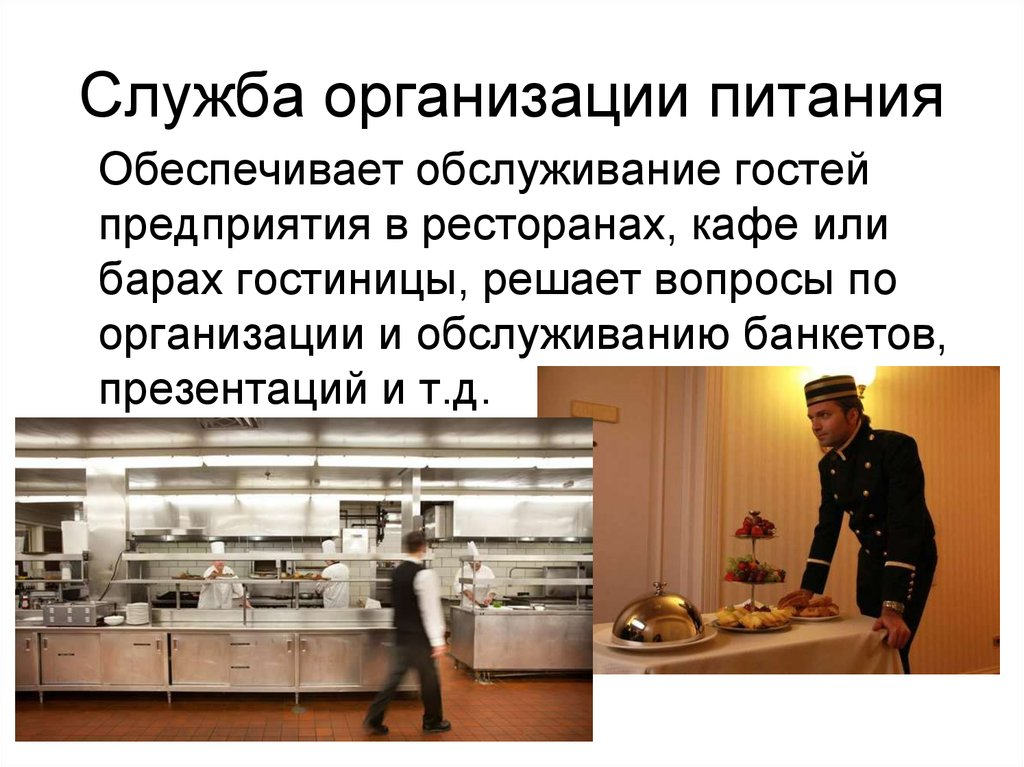 Служба организации питания
Обеспечивает обслуживание гостей
предприятия в ресторанах, кафе или
барах гостиницы, решает вопросы по
организации и обслуживанию банкетов,
презентаций и т.д.